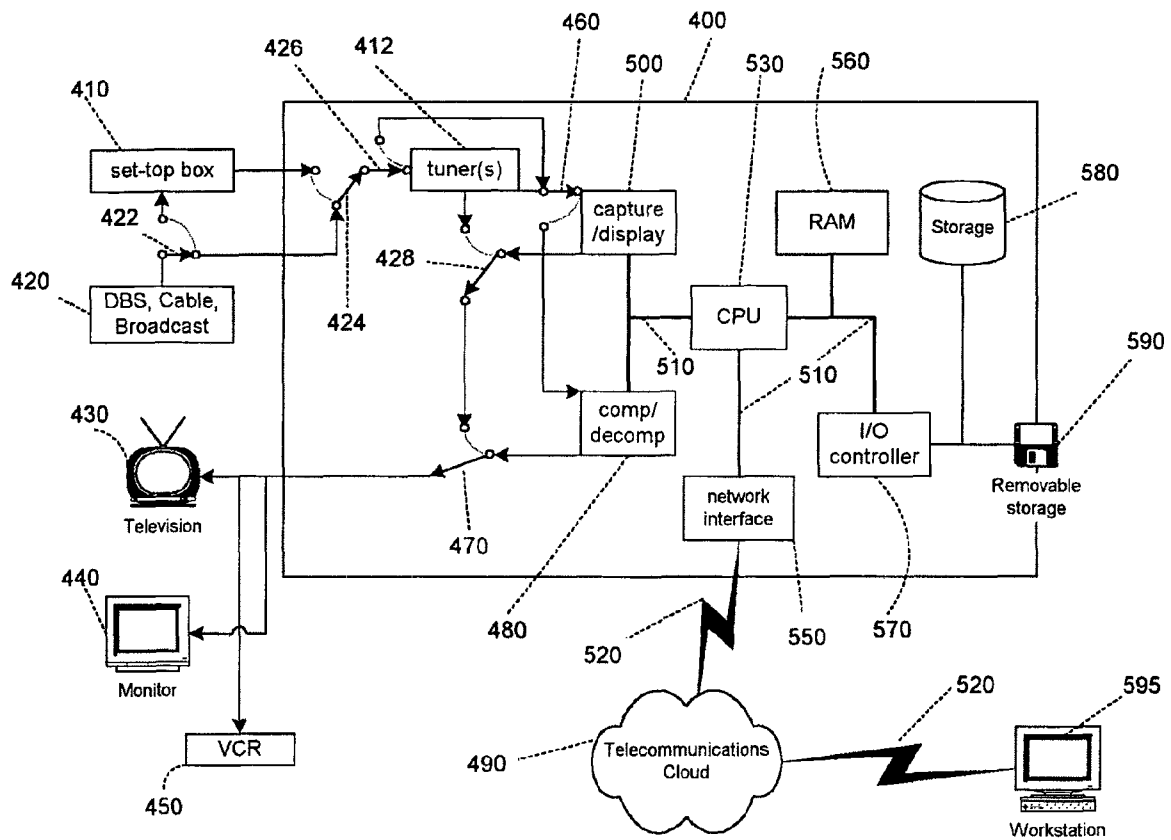 460
400
426
412
500
530
560
410
set-top box
tuner(s)
capture
/display
RAM
580
Storage
422
428
420
DBS, Cable,
Broadcast
424
CPU
510
510
590
430
comp/
decomp
I/O
controller
Television
network
interface
Removable
storage
470
440
480
520
550
570
Monitor
520
595
VCR
490
Telecommunications
Cloud
450
Workstation